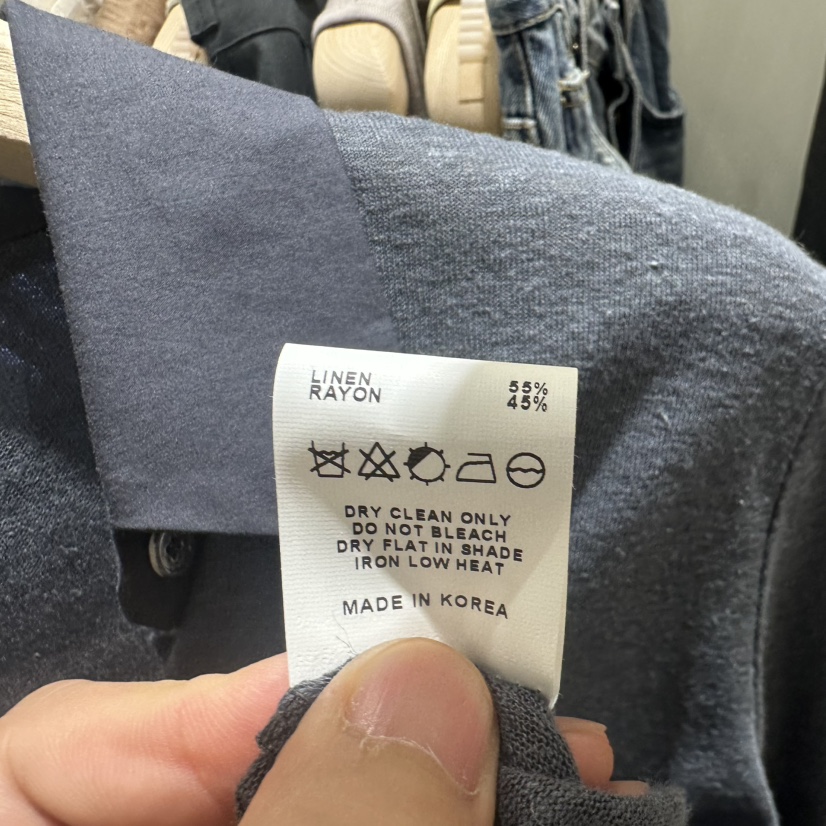 LINEN 55%
RAYON 45%
DRY CLEAN ONLY
DO NOT BLEACH
DRY FLAT IN SHADE
IRON LOW HEAT
MADE IN KOREA